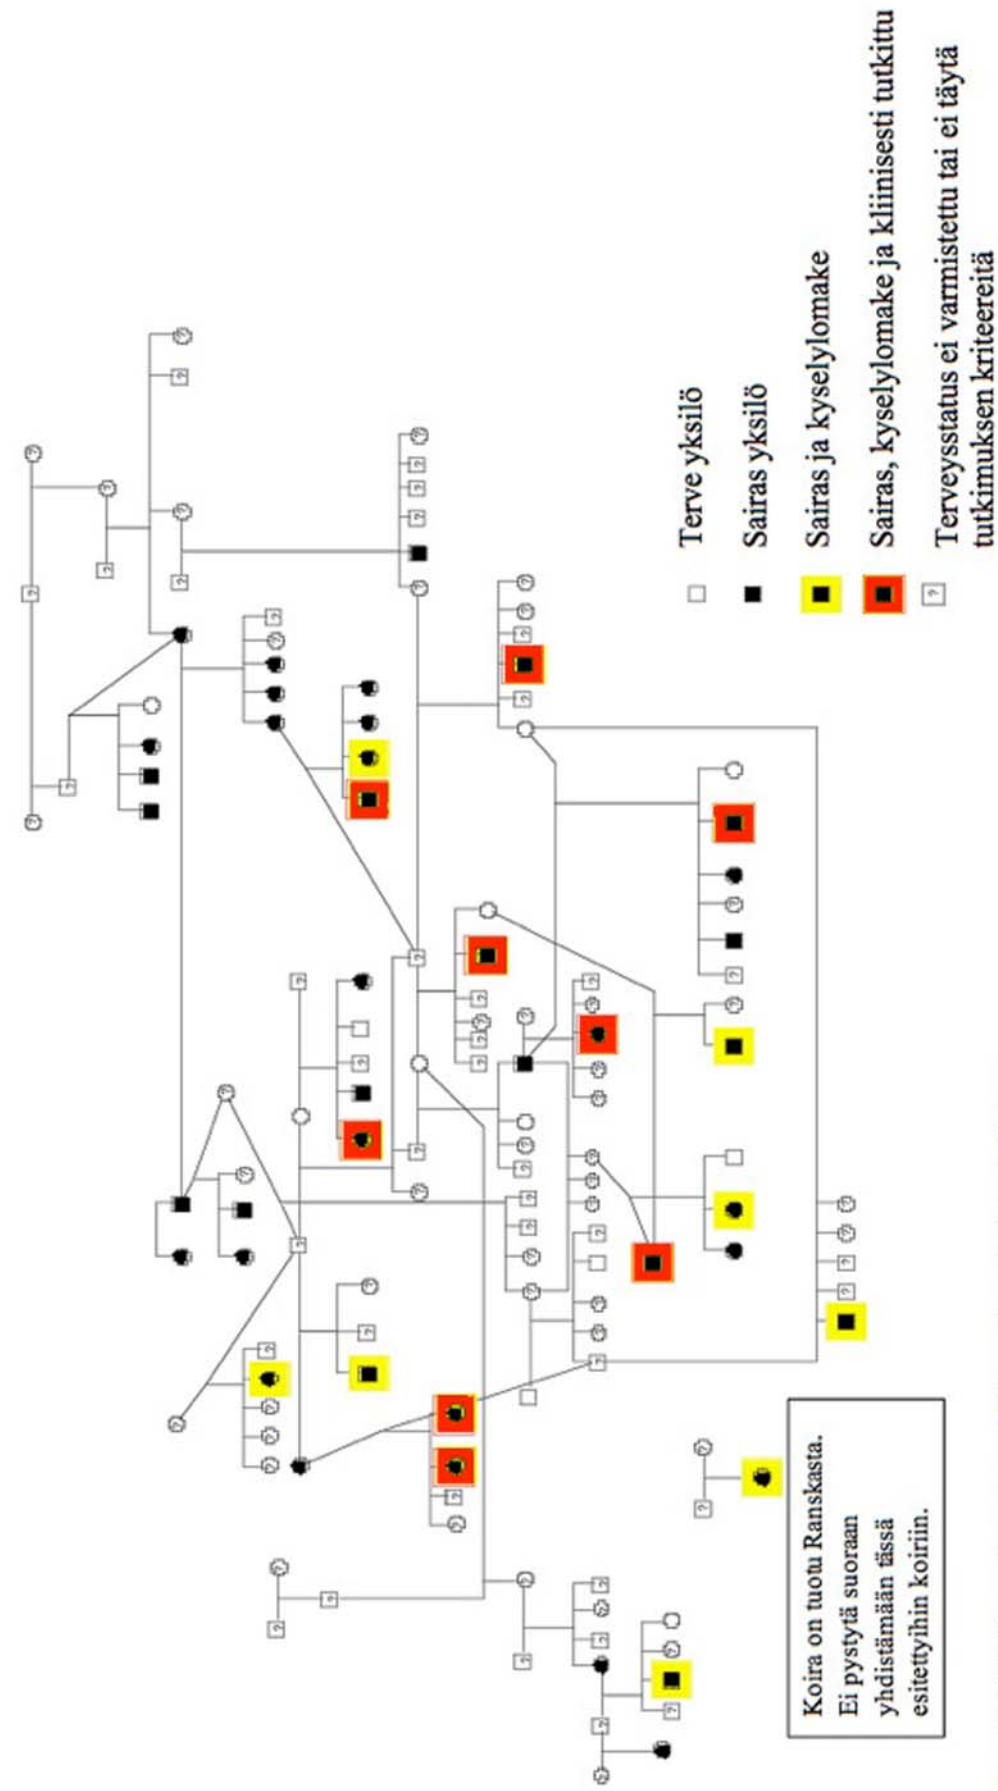 Terve yksilö
Sairas yksilö
Sairas ja kyselylomake
Sairas, kyselylomake ja kliinisesti tutkittu
? Terveysstatus ei varmistettu tai ei täytä
tutkimuksen kriteereitä
Koira on tuotu Ranskasta.
Ei pystytä suoraan
yhdistämään tässä
esitettyihin koiriin.